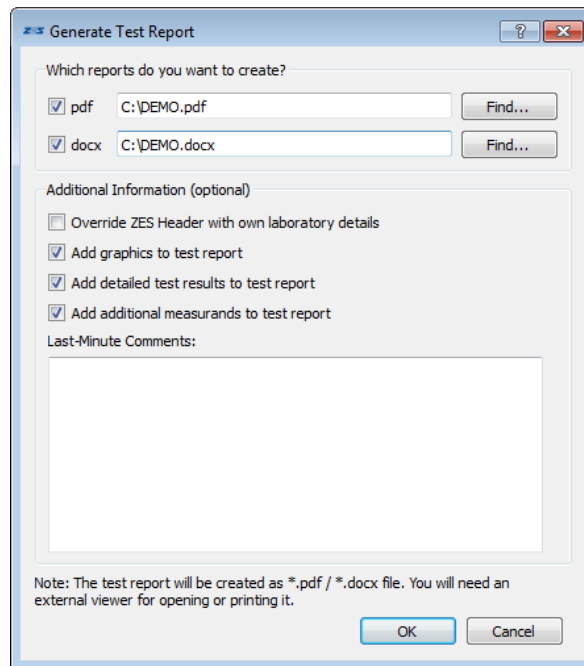 ZES Generate Test Report
Which reports do you want to create?
pdf C:\DEMO.pdf Find...
docx C:\DEMO.docx Find...
Additional Information (optional)
Override ZES Header with own laboratory details
Add graphics to test report
Add detailed test results to test report
Add additional measurands to test report
Last-Minute Comments:
Note: The test report will be created as *.pdf / *.docx file. You will need an
external viewer for opening or printing it.
OK Cancel